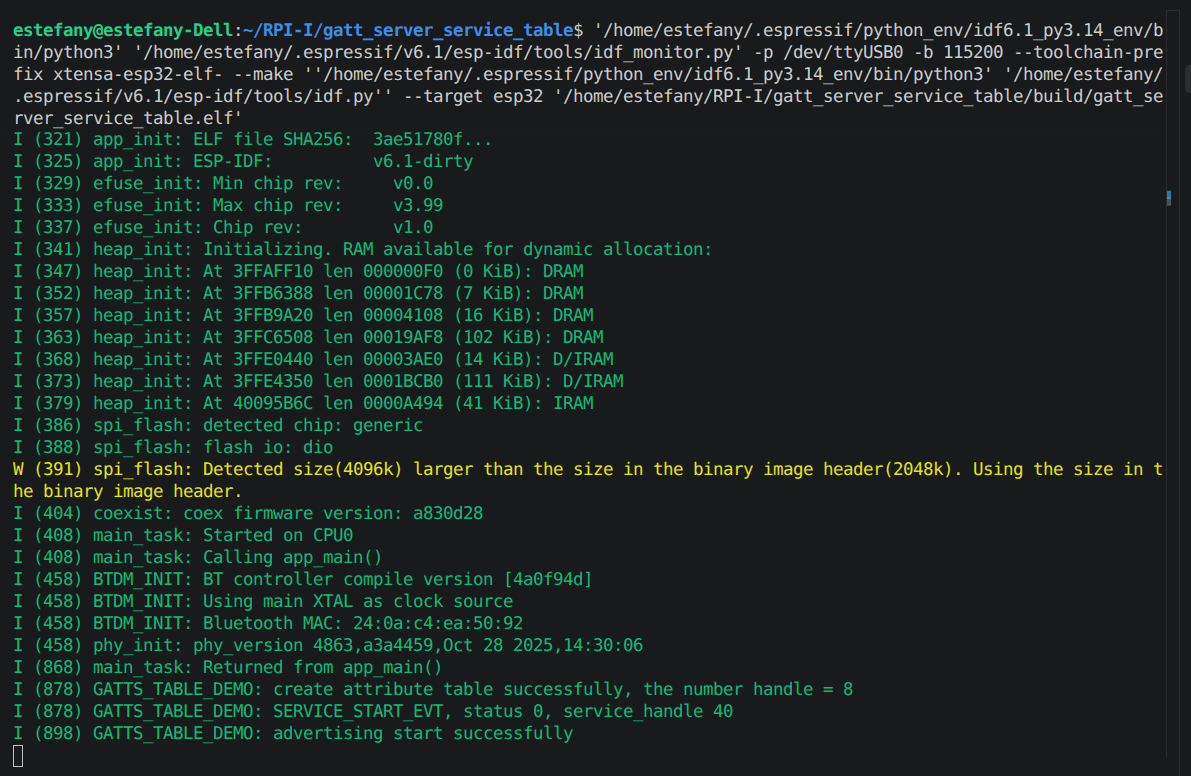 estefany@estefany-Dell:~/RPI-I/gatt_server_service_table$ '/home/estefany/.espressif/python_env/idf6.1_py3.14_env/b
in/python3' '/home/estefany/.espressif/v6.1/esp-idf/tools/idf_monitor.py' -p /dev/ttyUSB0 -b 115200 --toolchain-pre
fix xtensa-esp32-elf- --make ''/home/estefany/.espressif/python_env/idf6.1_py3.14_env/bin/python3' '/home/estefany/
.espressif/v6.1/esp-idf/tools/idf.py'' --target esp32 '/home/estefany/RPI-I/gatt_server_service_table/build/gatt_se
rver_service_table.elf'
I (321) app_init: ELF file SHA256:  3ae51780f...
I (325) app_init: ESP-IDF:          v6.1-dirty
I (329) efuse_init: Min chip rev:     v0.0
I (333) efuse_init: Max chip rev:     v3.99
I (337) efuse_init: Chip rev:         v1.0
I (341) heap_init: Initializing. RAM available for dynamic allocation:
I (347) heap_init: At 3FFAFF10 len 000000F0 (0 KiB): DRAM
I (352) heap_init: At 3FFB6388 len 00001C78 (7 KiB): DRAM
I (357) heap_init: At 3FFB9A20 len 00004108 (16 KiB): DRAM
I (363) heap_init: At 3FFC6508 len 00019AF8 (102 KiB): DRAM
I (368) heap_init: At 3FFE0440 len 00003AE0 (14 KiB): D/IRAM
I (373) heap_init: At 3FFE4350 len 0001BCB0 (111 KiB): D/IRAM
I (379) heap_init: At 40095B6C len 0000A494 (41 KiB): IRAM
I (386) spi_flash: detected chip: generic
I (388) spi_flash: flash io: dio
W (391) spi_flash: Detected size(4096k) larger than the size in the binary image header(2048k). Using the size in t
he binary image header.
I (404) coexist: coex firmware version: a830d28
I (408) main_task: Started on CPU0
I (408) main_task: Calling app_main()
I (458) BTDM_INIT: BT controller compile version [4a0f94d]
I (458) BTDM_INIT: Using main XTAL as clock source
I (458) BTDM_INIT: Bluetooth MAC: 24:0a:c4:ea:50:92
I (458) phy_init: phy_version 4863,a3a4459,Oct 28 2025,14:30:06
I (868) main_task: Returned from app_main()
I (878) GATTS_TABLE_DEMO: create attribute table successfully, the number handle = 8
I (878) GATTS_TABLE_DEMO: SERVICE_START_EVT, status 0, service_handle 40
I (898) GATTS_TABLE_DEMO: advertising start successfully